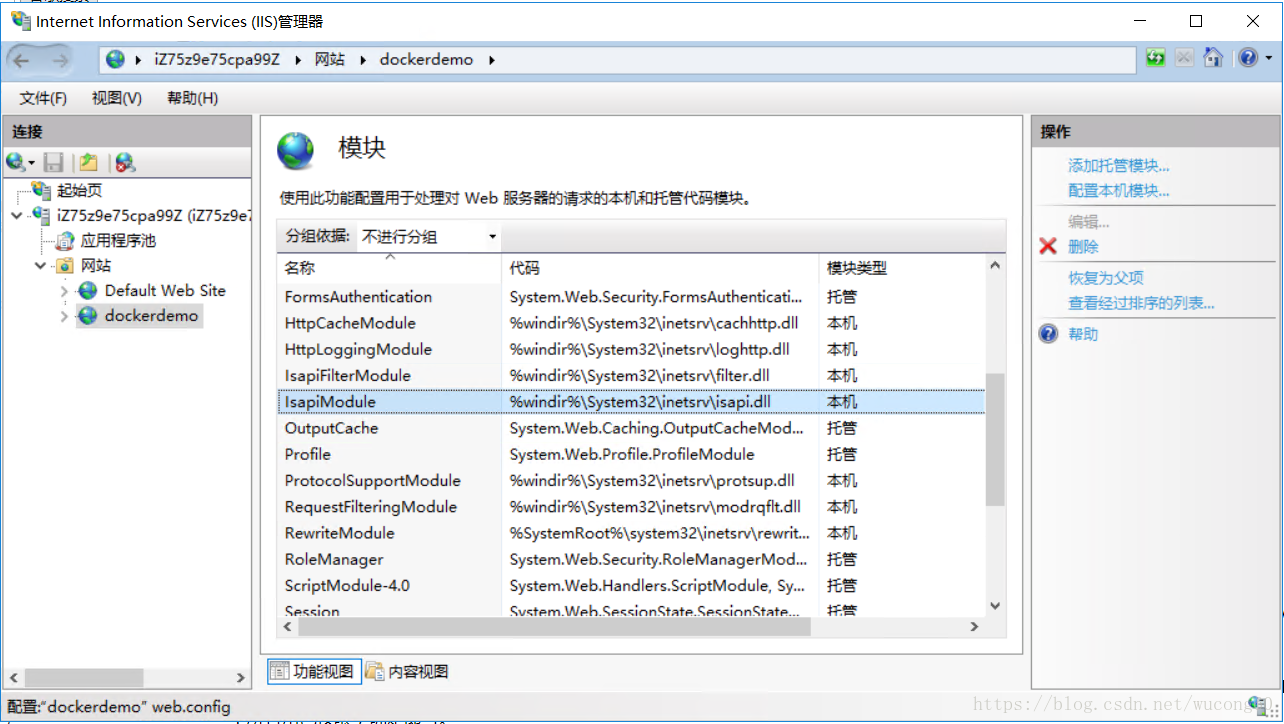 Internet Information Services (IIS)管理器
iZ75z9e75cpa99Z 网站 dockerdemo
文件(F) 视图(V) 帮助(H)
连接
起始页
iZ75z9e75cpa99Z (iZ75z9e7
应用程序池
网站
Default Web Site
dockerdemo
模块
使用此功能配置用于处理对 Web 服务器的请求的本机和托管代码模块。
分组依据: 不进行分组
名称 代码 模块类型
FormsAuthentication System.Web.Security.FormsAuthenticati... 托管
HttpCacheModule %windir%\System32\inetsrv\cachhttp.dll 本机
HttpLoggingModule %windir%\System32\inetsrv\loghttp.dll 本机
IsapiFilterModule %windir%\System32\inetsrv\filter.dll 本机
IsapiModule %windir%\System32\inetsrv\isapi.dll 本机
OutputCache System.Web.Caching.OutputCacheMod... 托管
Profile System.Web.Profile.ProfileModule 托管
ProtocolSupportModule %windir%\System32\inetsrv\protsup.dll 本机
RequestFilteringModule %windir%\System32\inetsrv\modrqflt.dll 本机
RewriteModule %SystemRoot%\system32\inetsrv\rewrit... 本机
RoleManager System.Web.Security.RoleManagerMod... 托管
ScriptModule-4.0 System.Web.Handlers.ScriptModule, Sy... 托管
Session System.Web.SessionState.SessionState... 托管
功能视图 内容视图
操作
添加托管模块...
配置本机模块...
编辑...
删除
恢复为父项
查看经过排序的列表...
帮助
配置:“dockerdemo” web.config